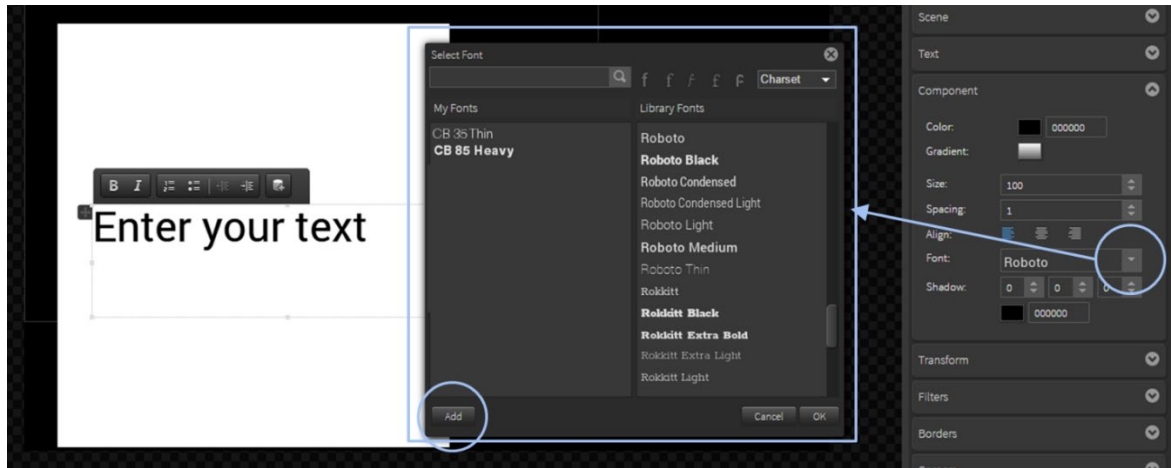 Enter your text
B I
Select Font
Charset
My Fonts
CB 35 Thin
CB 85 Heavy
Library Fonts
Roboto
Roboto Black
Roboto Condensed
Roboto Condensed Light
Roboto Light
Roboto Medium
Roboto Thin
Rokkitt
Rokkitt Black
Rokkitt Extra Bold
Rokkitt Extra Light
Rokkitt Light
Add
Cancel
OK
Scene
Text
Component
Color: 000000
Gradient:
Size: 100
Spacing: 1
Align:
Font: Roboto
Shadow: 0 0 0
000000
Transform
Filters
Borders